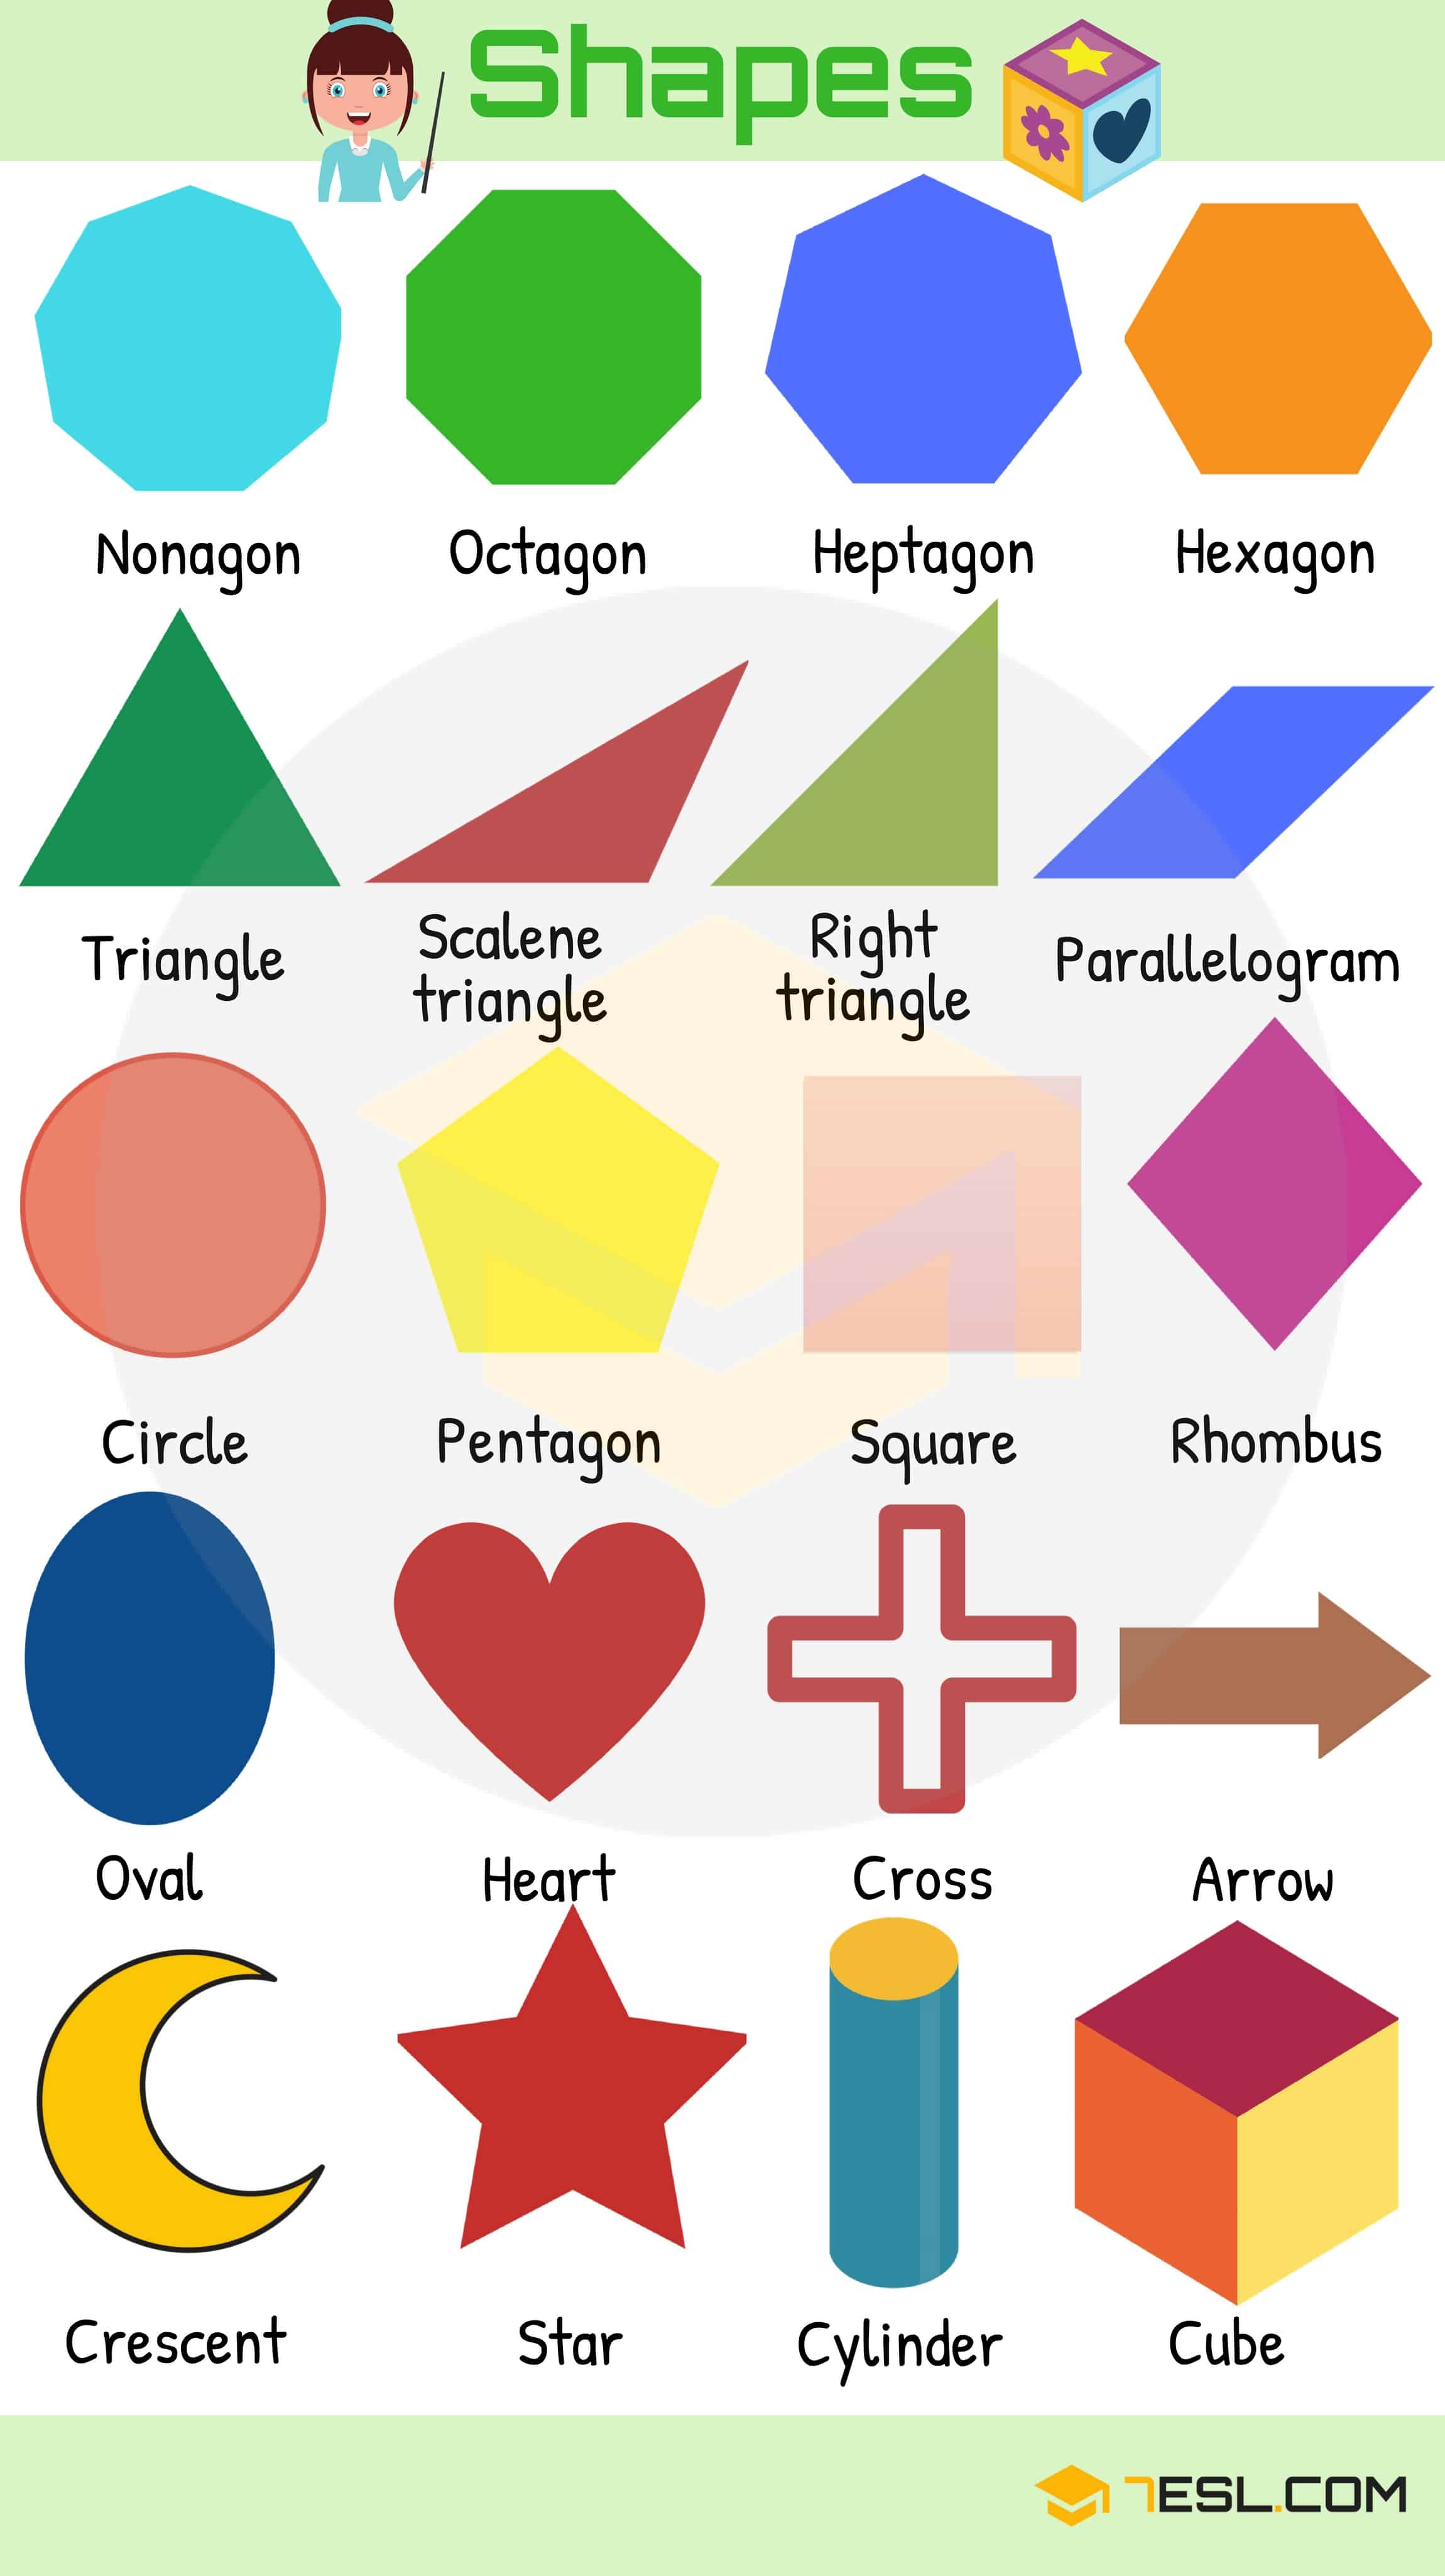 Shapes
Nonagon
Octagon
Heptagon
Hexagon
Triangle
Scalene
triangle
Right
triangle
Parallelogram
Circle
Pentagon
Square
Rhombus
Oval
Heart
Cross
Arrow
Crescent
Star
Cylinder
Cube
7ESL.COM